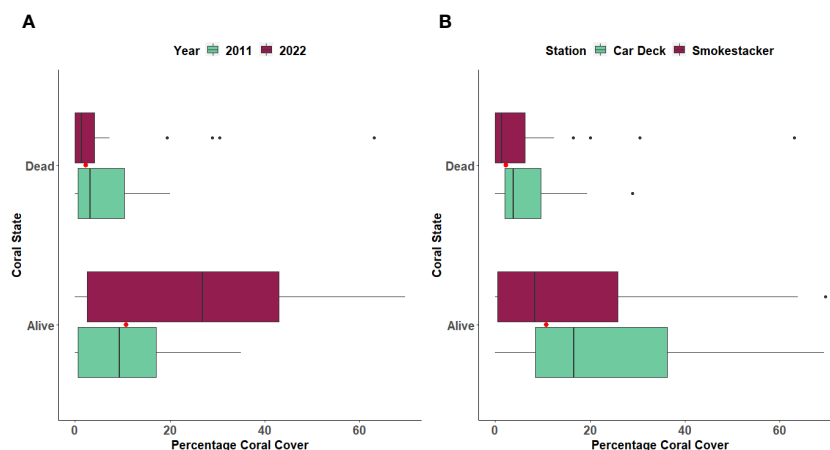 A
Year 2011 2022
Dead
Alive
Coral State
0 20 40 60
Percentage Coral Cover
B
Station Car Deck Smokestacker
Dead
Alive
Coral State
0 20 40 60
Percentage Coral Cover